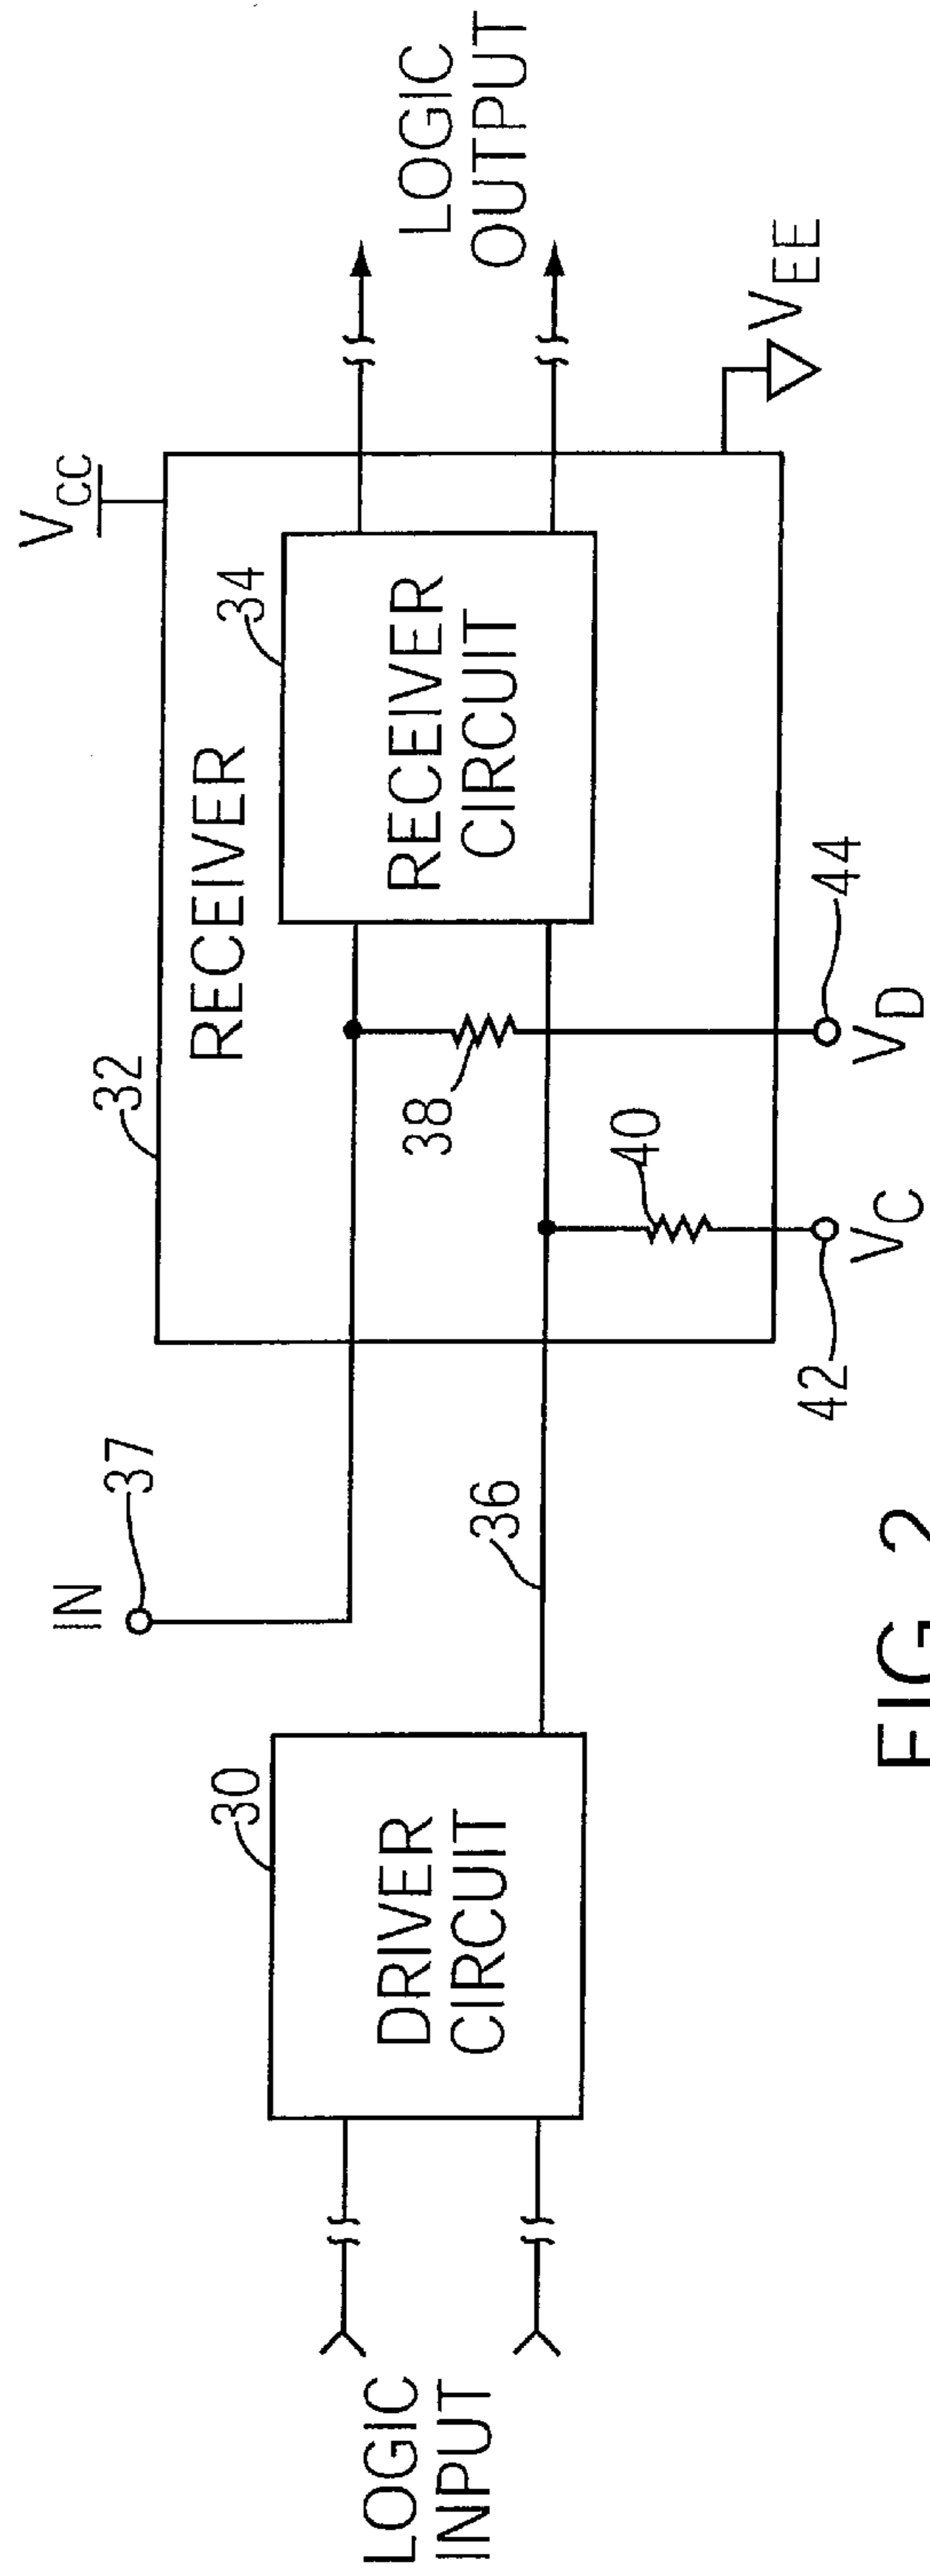 LOGIC
INPUT
30
DRIVER
CIRCUIT
IN
37
36
32
RECEIVER
34
RECEIVER
CIRCUIT
38
40
42
44
VC
VD
VCC
VEE
LOGIC
OUTPUT
FIG. 2